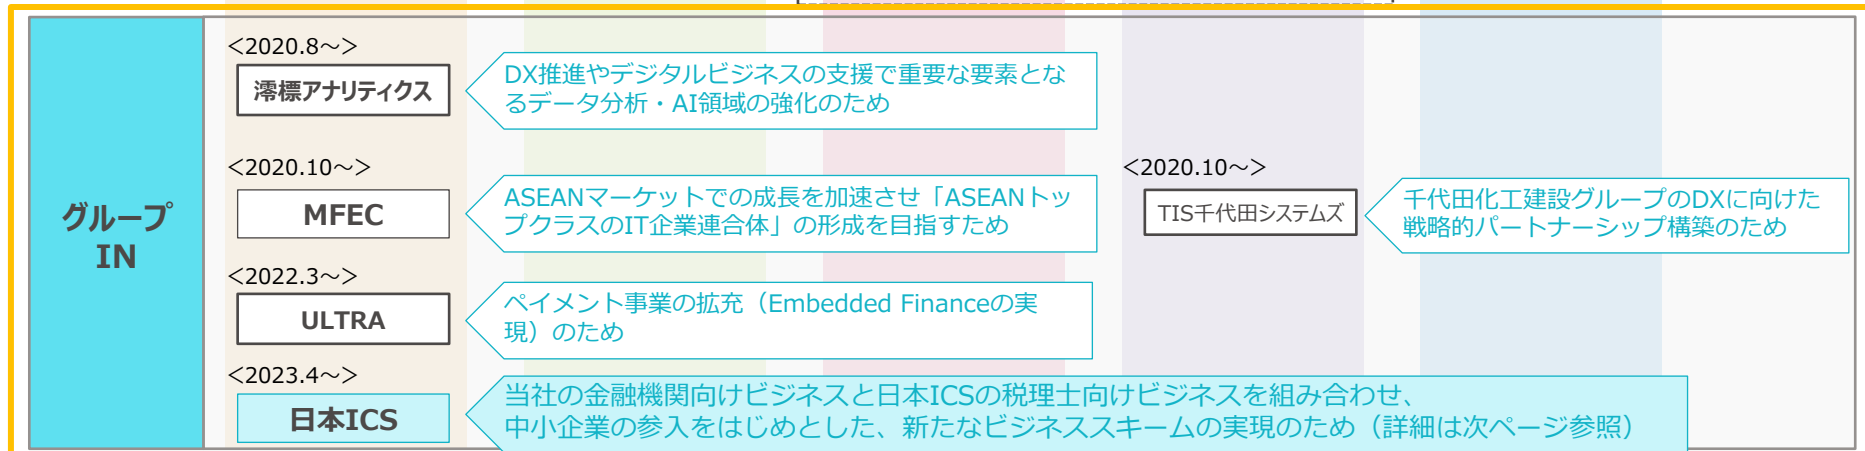 グループ
IN
<2020.8~>
澪標アナリティクス
DX推進やデジタルビジネスの支援で重要な要素とな
るデータ分析・AI領域の強化のため
<2020.10~>
MFEC
ASEANマーケットでの成長を加速させ「ASEANトッ
プクラスのIT企業連合体」の形成を目指すため
<2020.10~>
TIS千代田システムズ
千代田化工建設グループのDXに向けた
戦略的パートナーシップ構築のため
<2022.3~>
ULTRA
ペイメント事業の拡充（Embedded Financeの実
現）のため
<2023.4~>
日本ICS
当社の金融機関向けビジネスと日本ICSの税理士向けビジネスを組み合わせ、
中小企業の参入をはじめとした、新たなビジネススキームの実現のため（詳細は次ページ参照）